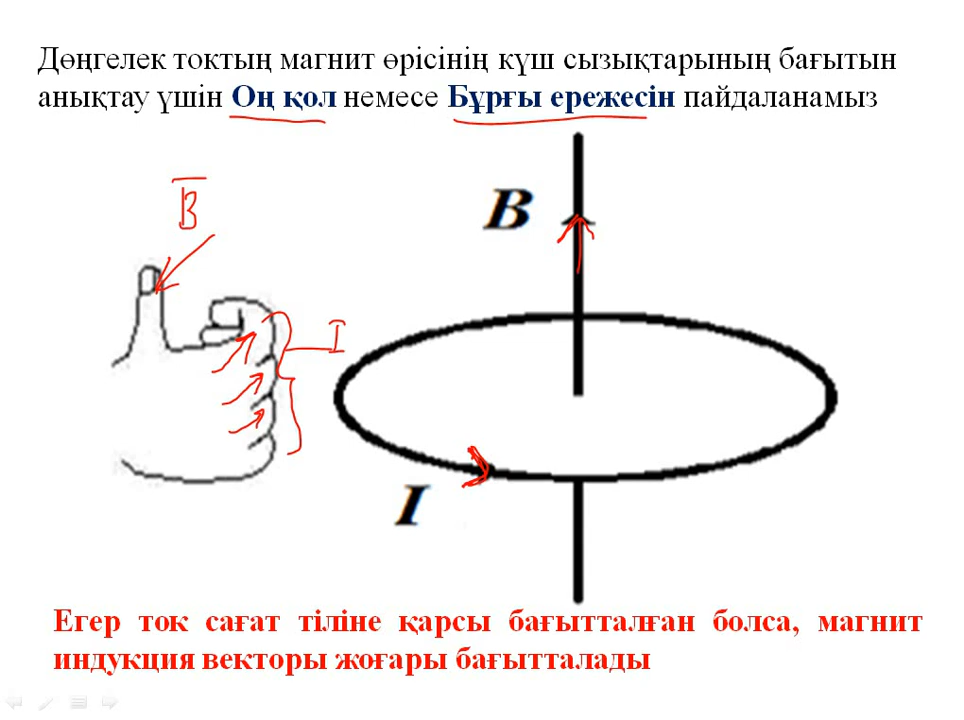 Дөңгелек токтың магнит өрісінің күш сызықтарының бағытын
анықтау үшін Оң қол немесе Бұрғы ережесін пайдаланамыз
B
B
I
I
Егер ток сағат тіліне қарсы бағытталған болса, магнит
индукция векторы жоғары бағытталады